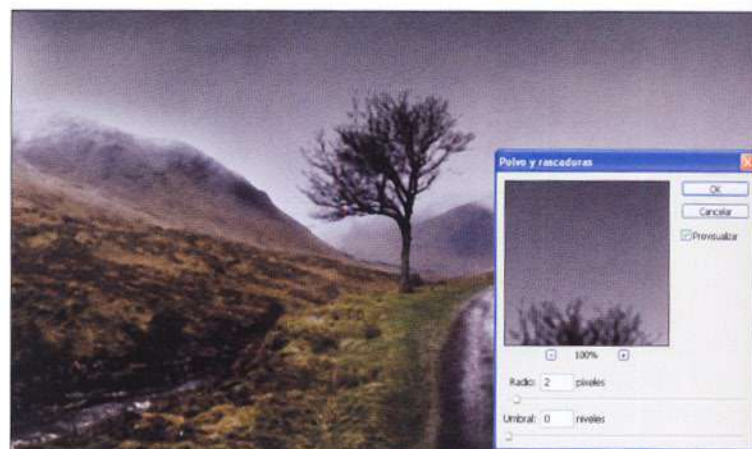 Polvo y rascaduras
OK
Cancelar
Previsualizar
100%
Radio: 2 píxeles
Umbral: 0 niveles